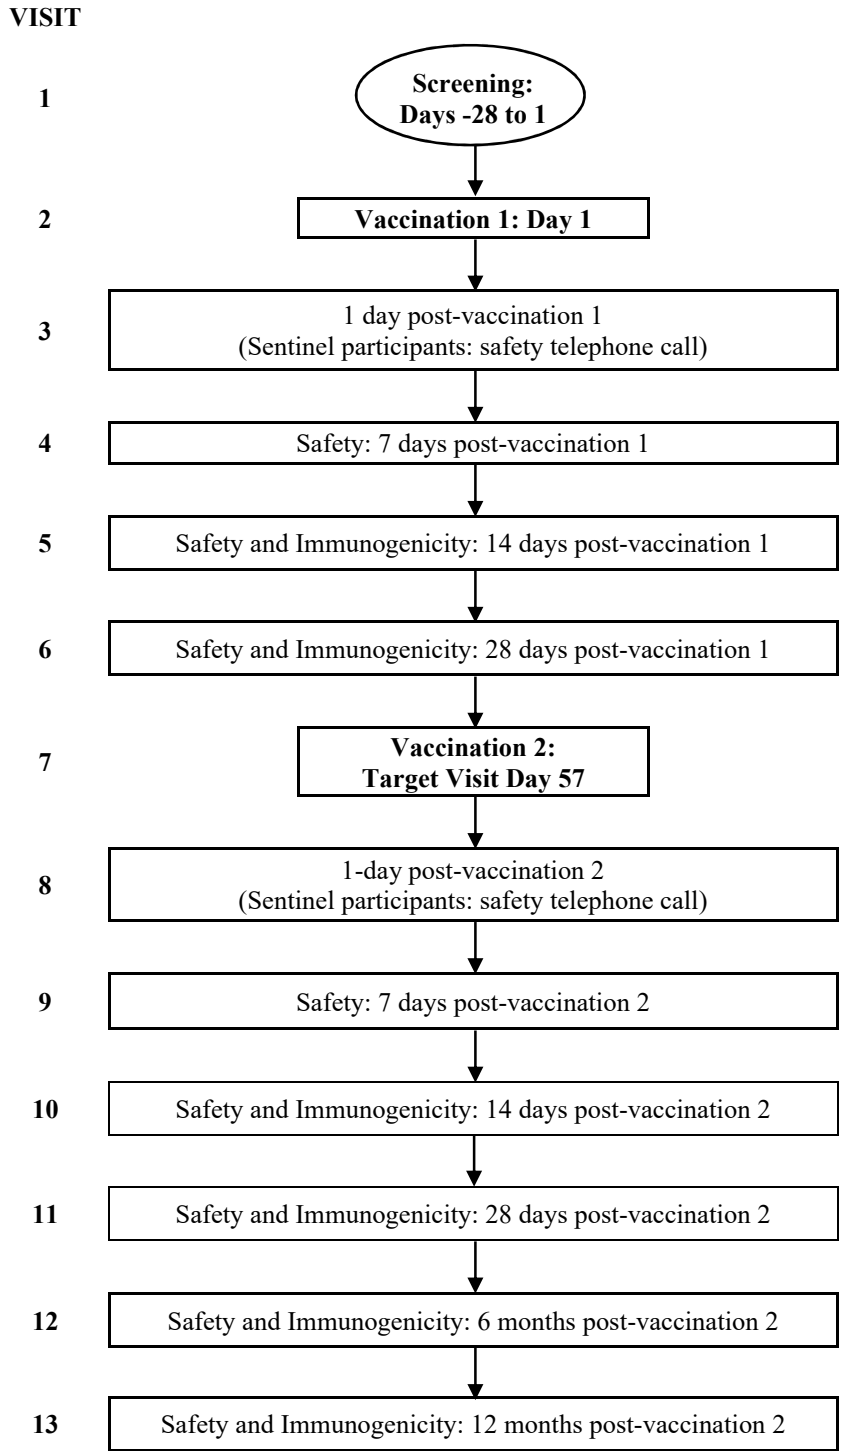 VISIT
1
Screening:
Days -28 to 1
2
Vaccination 1: Day 1
3
1 day post-vaccination 1
(Sentinel participants: safety telephone call)
4
Safety: 7 days post-vaccination 1
5
Safety and Immunogenicity: 14 days post-vaccination 1
6
Safety and Immunogenicity: 28 days post-vaccination 1
7
Vaccination 2:
Target Visit Day 57
8
1-day post-vaccination 2
(Sentinel participants: safety telephone call)
9
Safety: 7 days post-vaccination 2
10
Safety and Immunogenicity: 14 days post-vaccination 2
11
Safety and Immunogenicity: 28 days post-vaccination 2
12
Safety and Immunogenicity: 6 months post-vaccination 2
13
Safety and Immunogenicity: 12 months post-vaccination 2